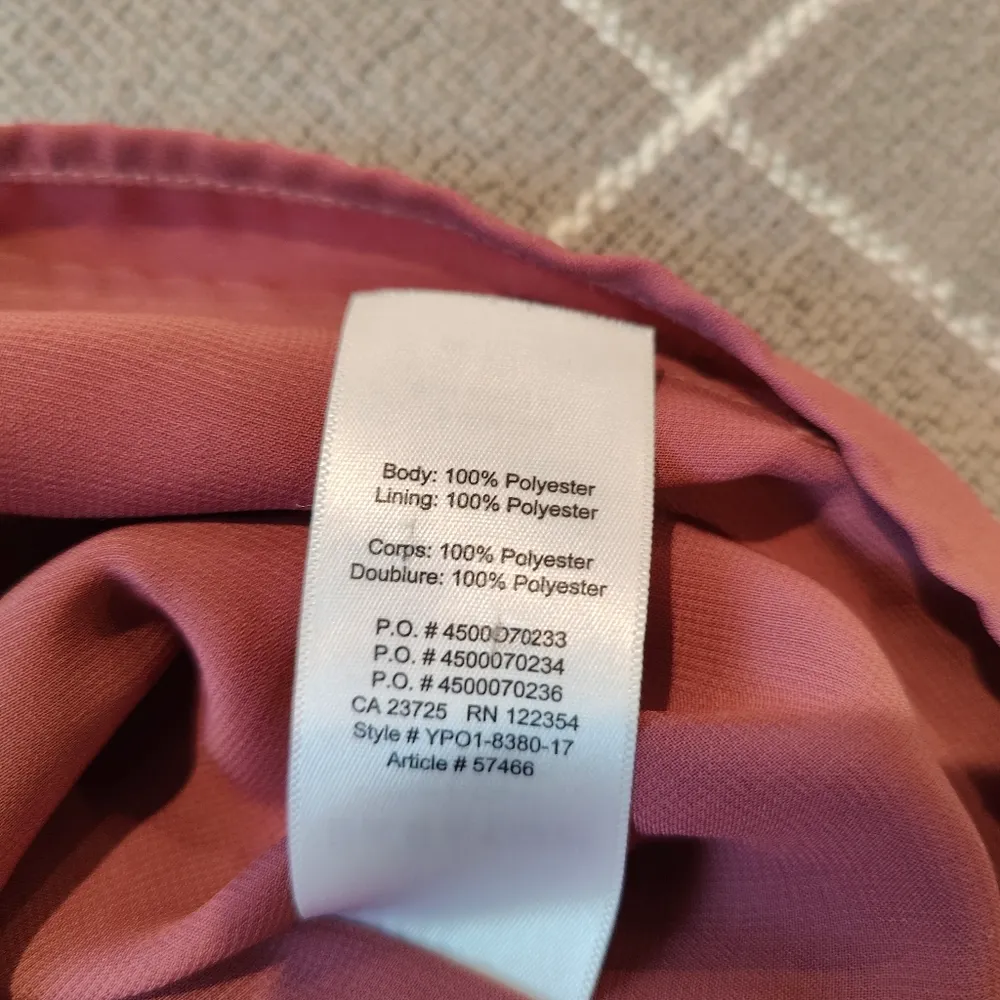 Body: 100% Polyester
Lining: 100% Polyester
Corps: 100% Polyester
Doublure: 100% Polyester
P.O. # 4500070233
P.O. # 4500070234
P.O. # 4500070236
CA 23725 RN 122354
Style # YPO1-8380-17
Article # 57466